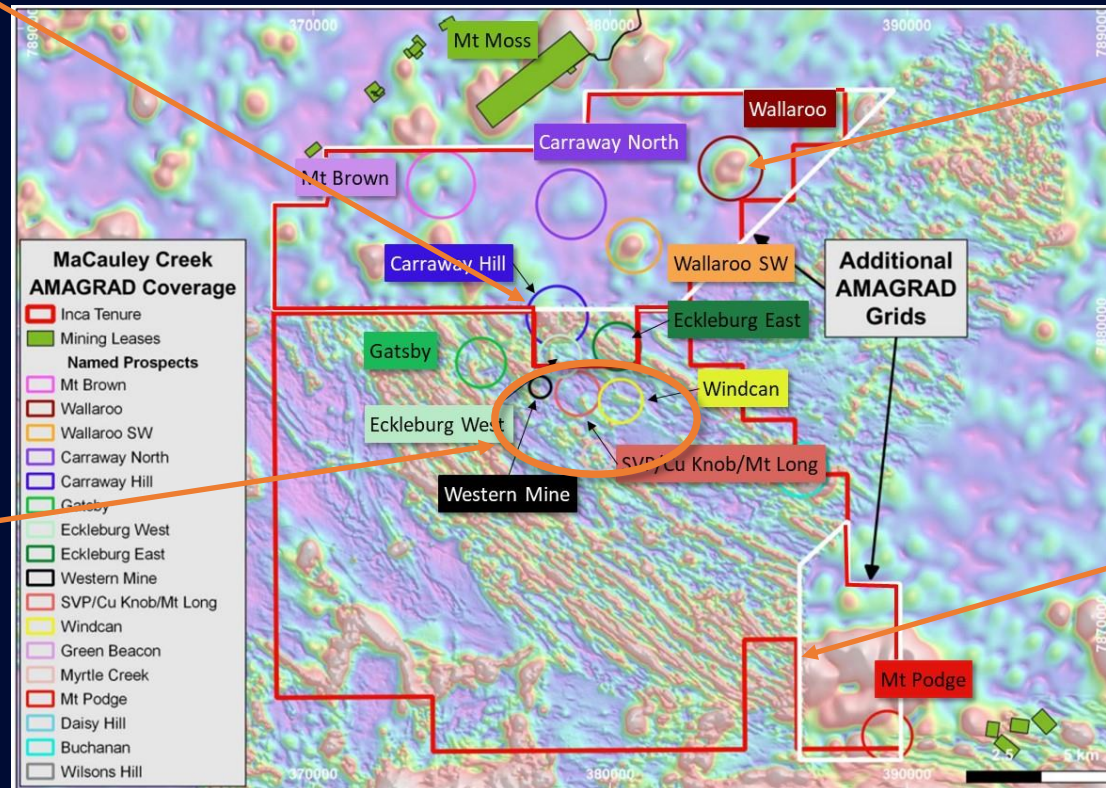 370000
380000
390000
7890000
7890000
Mt Moss
Wallaroo
Carraway North
Mt Brown
Carraway Hill
Wallaroo SW
Additional
AMAGRAD
Grids
Eckleburg East
Gatsby
Windcan
Eckleburg West
SVP/Cu Knob/Mt Long
Western Mine
MaCauley Creek
AMAGRAD Coverage
Inca Tenure
Mining Leases
Named Prospects
Mt Brown
Wallaroo
Wallaroo SW
Carraway North
Carraway Hill
Gatsby
Eckleburg West
Eckleburg East
Western Mine
SVP/Cu Knob/Mt Long
Windcan
Green Beacon
Myrtle Creek
Mt Podge
Daisy Hill
Buchanan
Wilsons Hill
7870000
Mt Podge
2.5 5 km
370000
380000
390000